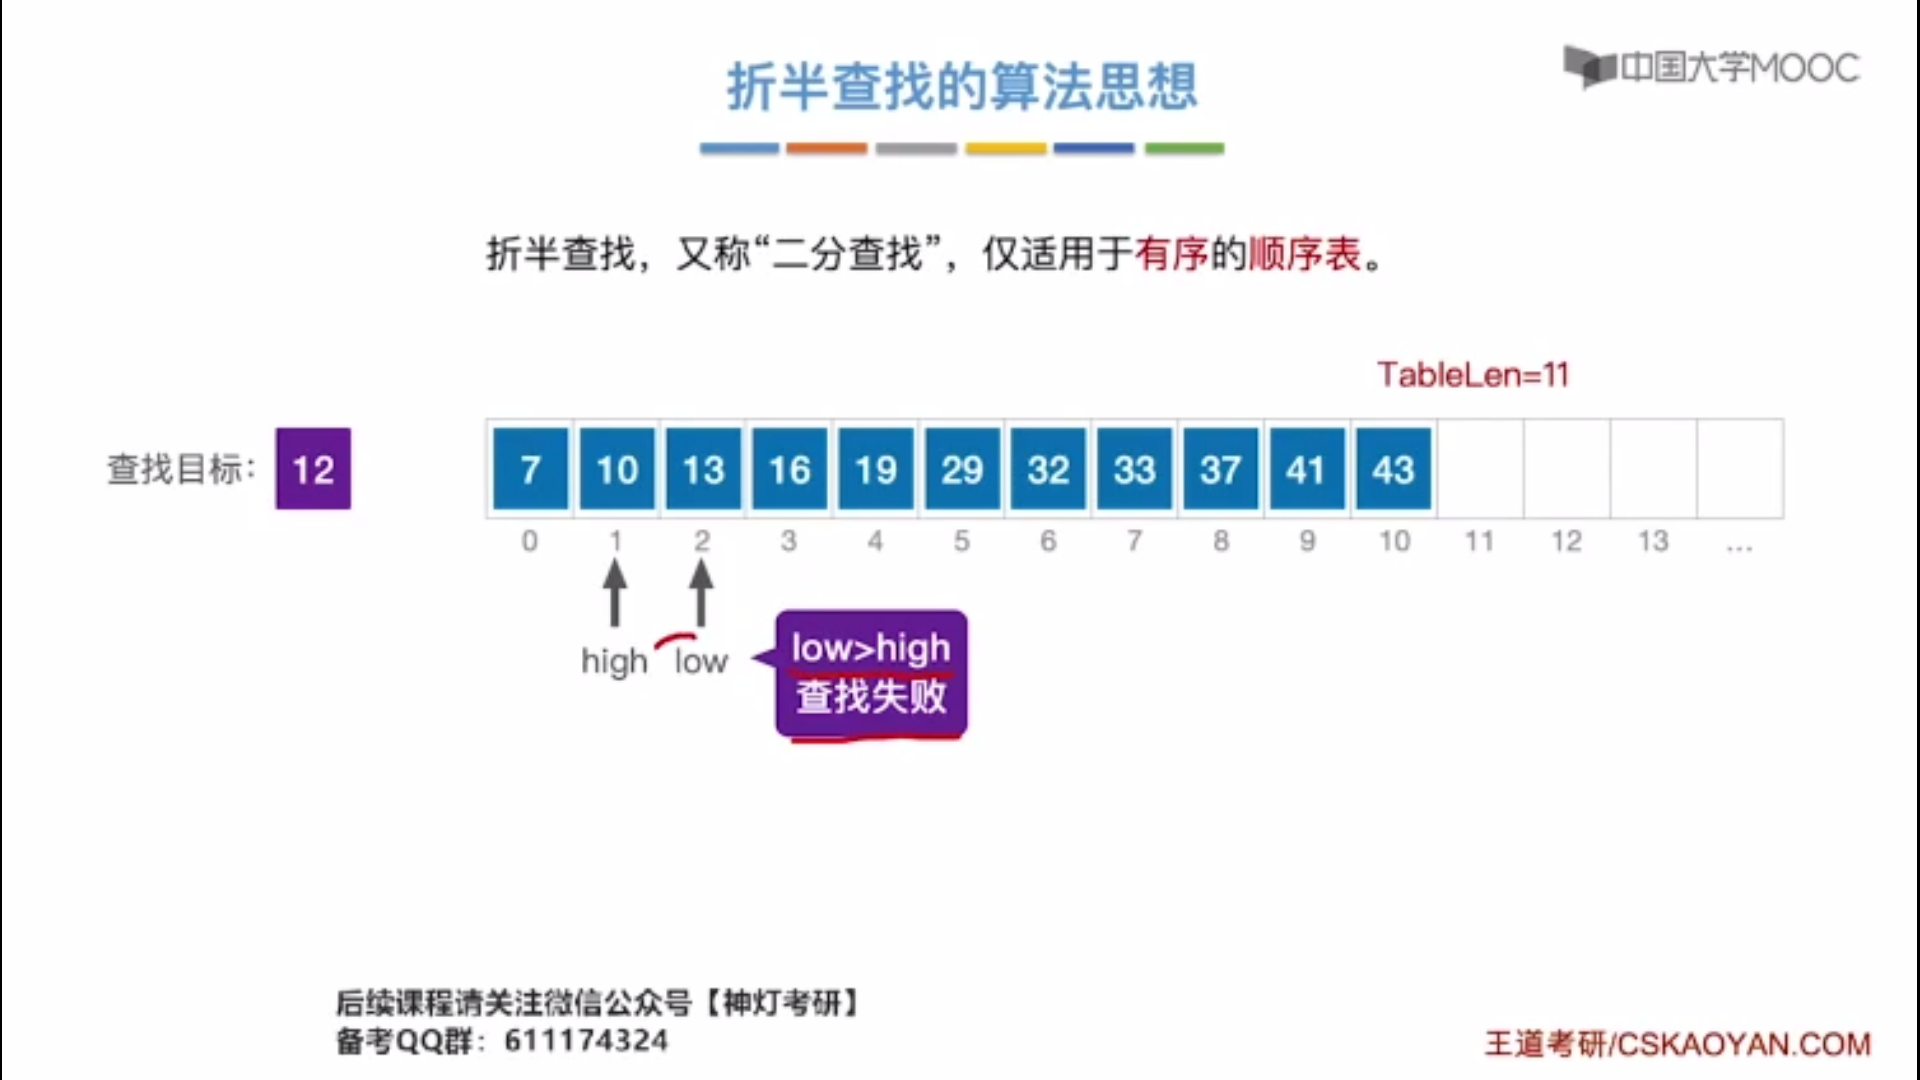 折半查找的算法思想
中国大学MOOC
折半查找，又称“二分查找”，仅适用于有序的顺序表。
TableLen=11
查找目标： 12
7 10 13 16 19 29 32 33 37 41 43
0 1 2 3 4 5 6 7 8 9 10 11 12 13 ...
high low
low>high
查找失败
后续课程请关注微信公众号【神灯考研】
备考QQ群：611174324
王道考研/CSKAOYAN.COM